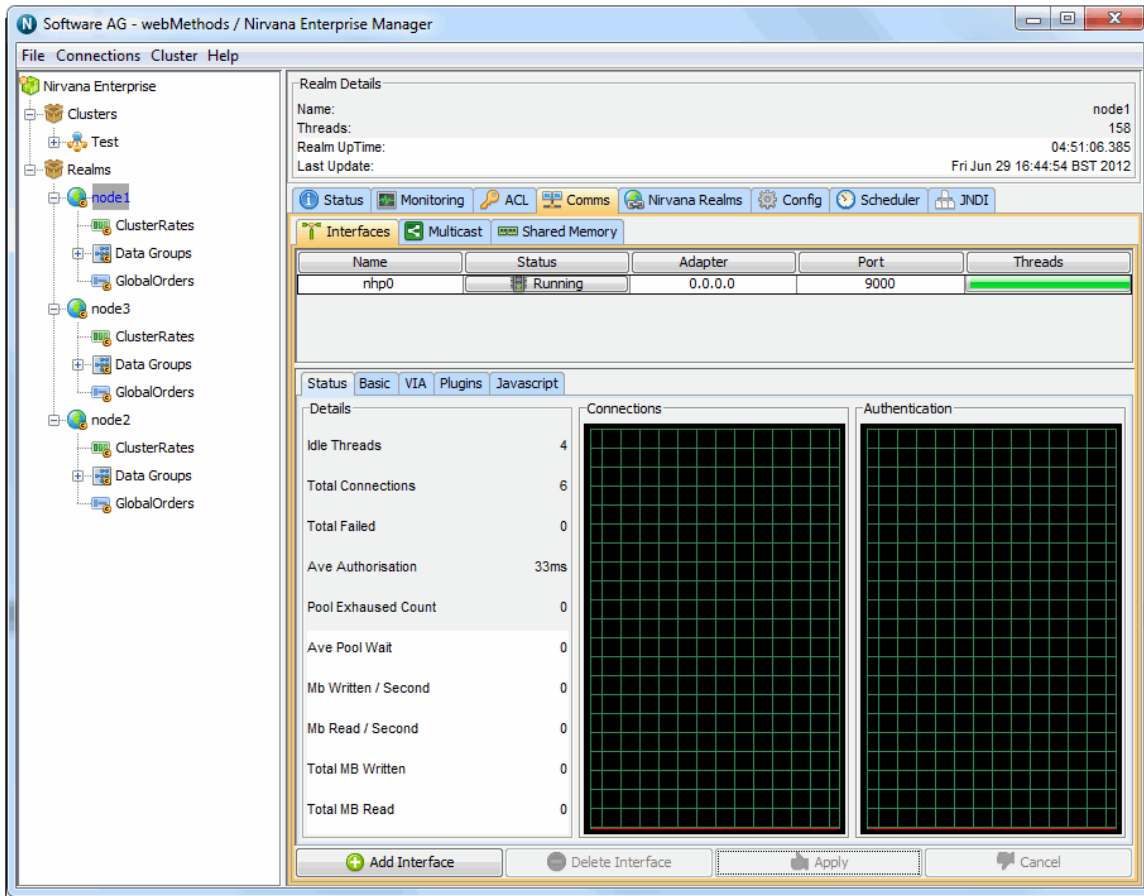 Software AG - webMethods / Nirvana Enterprise Manager
File Connections Cluster Help
Nirvana Enterprise
Clusters
Test
Realms
node1
ClusterRates
Data Groups
GlobalOrders
node3
ClusterRates
Data Groups
GlobalOrders
node2
ClusterRates
Data Groups
GlobalOrders
Realm Details
Name: node1
Threads: 158
Realm UpTime: 04:51:06.385
Last Update: Fri Jun 29 16:44:54 BST 2012
Status Monitoring ACL Comms Nirvana Realms Config Scheduler JNDI
Interfaces Multicast Shared Memory
Name Status Adapter Port Threads
nhp0 Running 0.0.0.0 9000
Status Basic VIA Plugins Javascript
Details Connections Authentication
Idle Threads 4
Total Connections 6
Total Failed 0
Ave Authorisation 33ms
Pool Exhaused Count 0
Ave Pool Wait 0
Mb Written / Second 0
Mb Read / Second 0
Total MB Written 0
Total MB Read 0
Add Interface Delete Interface Apply Cancel